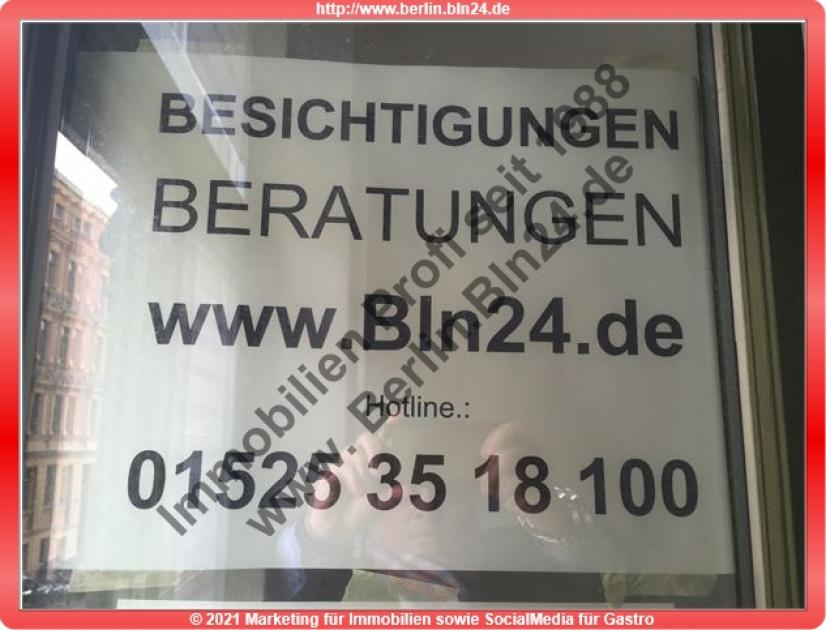 http://www.berlin.bln24.de
BESICHTIGUNGEN
BERATUNGEN
www.Bln24.de
Hotline.:
01525 35 18 100
Immobilien Profi seit 1988
www. Berlin.Bln24.de
© 2021 Marketing für Immobilien sowie SocialMedia für Gastro